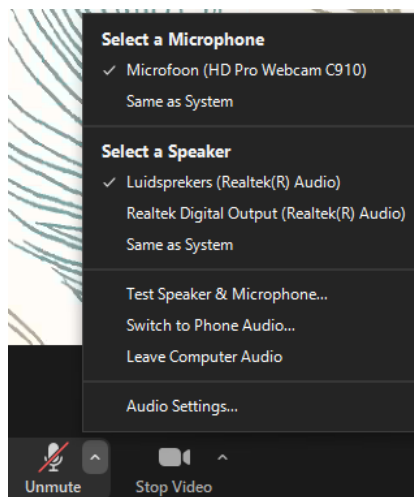 Select a Microphone
Microfoon (HD Pro Webcam C910)
Same as System
Select a Speaker
Luidsprekers (Realtek(R) Audio)
Realtek Digital Output (Realtek(R) Audio)
Same as System
Test Speaker & Microphone...
Switch to Phone Audio...
Leave Computer Audio
Audio Settings...
Unmute
Stop Video